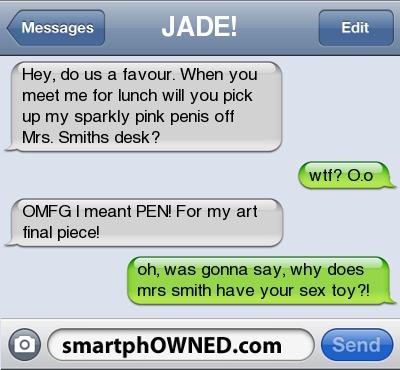 Messages
JADE!
Edit
Hey, do us a favour. When you
meet me for lunch will you pick
up my sparkly pink penis off
Mrs. Smiths desk?
wtf? O.o
OMFG I meant PEN! For my art
final piece!
oh, was gonna say, why does
mrs smith have your sex toy?!
smartphOWNED.com
Send